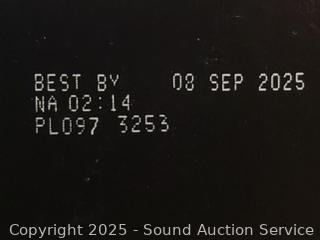 BEST BY 08 SEP 2025
NA 02:14
PL097 3253
Copyright 2025 - Sound Auction Service